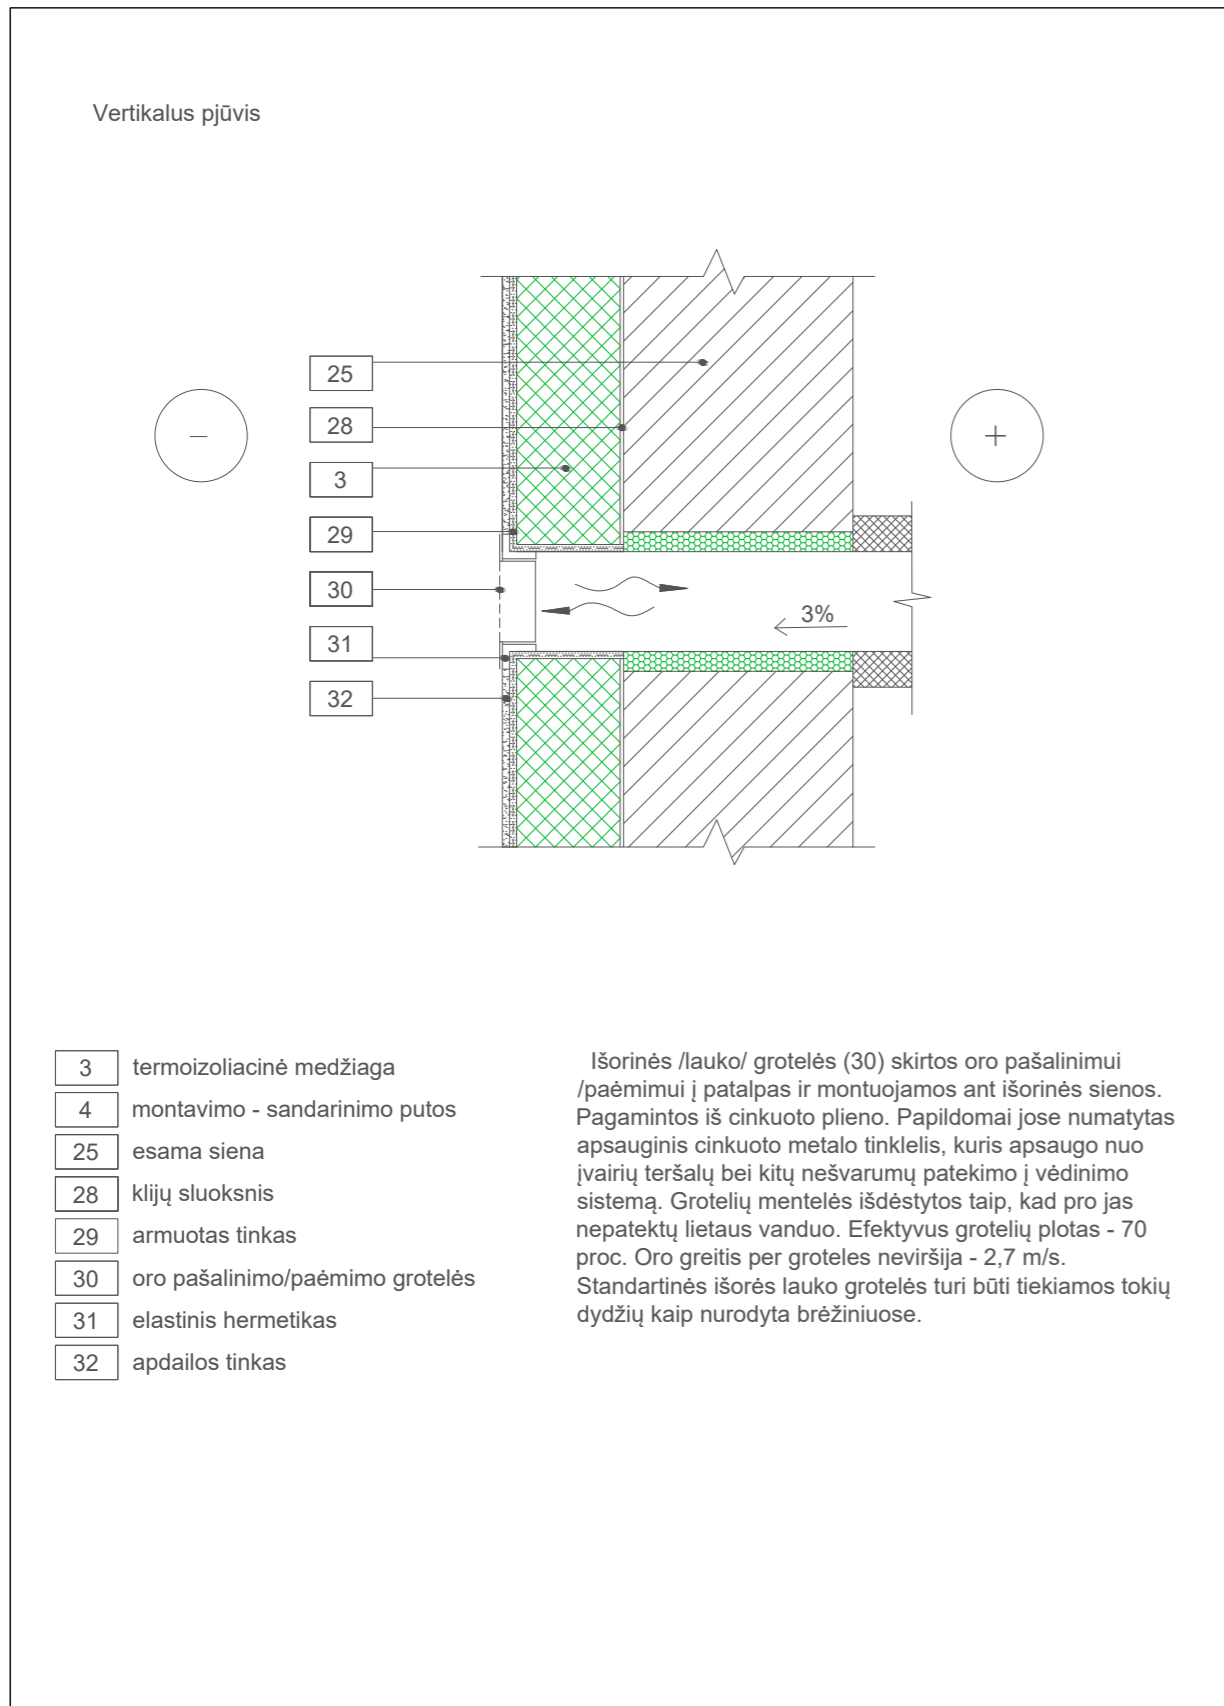 Vertikalus pjūvis
25
28
3
29
30
31
32
−
+
3%
3 termoizoliacinė medžiaga
4 montavimo - sandarinimo putos
25 esama siena
28 klijų sluoksnis
29 armuotas tinkas
30 oro pašalinimo/paėmimo grotelės
31 elastinis hermetikas
32 apdailos tinkas
Išorinės /lauko/ grotelės (30) skirtos oro pašalinimui
/paėmimui į patalpas ir montuojamos ant išorinės sienos.
Pagamintos iš cinkuoto plieno. Papildomai jose numatytas
apsauginis cinkuoto metalo tinklelis, kuris apsaugo nuo
įvairių teršalų bei kitų nešvarumų patekimo į vėdinimo
sistemą. Grotelių mentelės išdėstytos taip, kad pro jas
nepatektų lietaus vanduo. Efektyvus grotelių plotas - 70
proc. Oro greitis per groteles neviršija - 2,7 m/s.
Standartinės išorės lauko grotelės turi būti tiekiamos tokių
dydžių kaip nurodyta brėžiniuose.